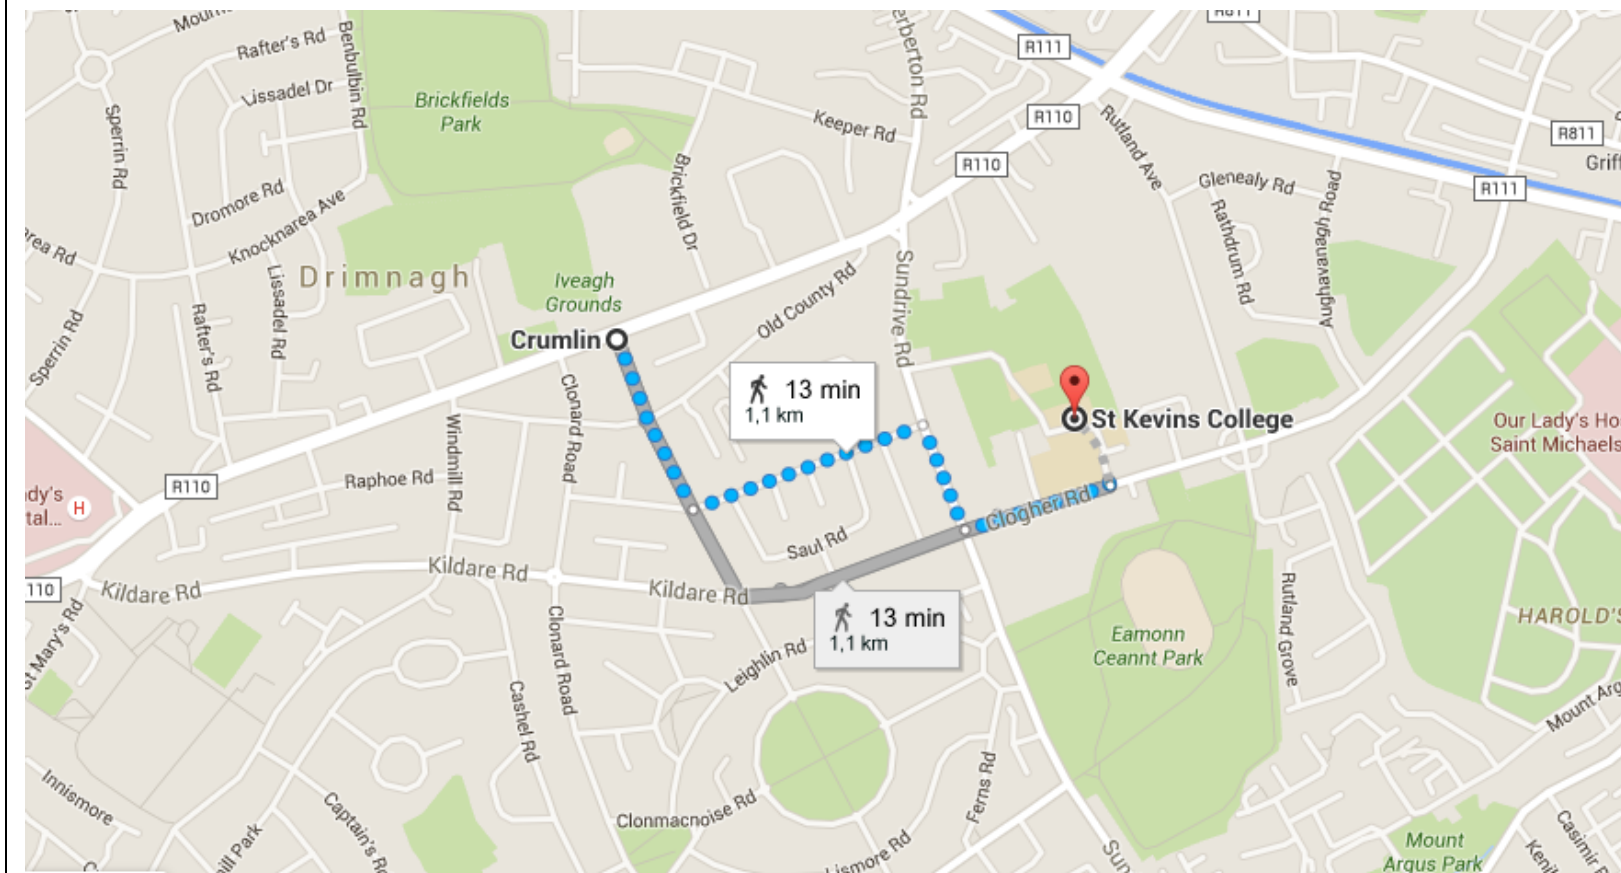 Rafter's Rd
Benbulbin Rd
Lissadel Dr
Sperrin Rd
Brickfields
Park
Keeper Rd
R111
R110
R110
Rutland Ave
R811
R811
R111
Glenealy Rd
Aughavanagh Road
Rathdrum Rd
Dromore Rd
Knocknarea Ave
Brickfield Dr
Drimnagh
Lissadel Rd
Iveagh
Grounds
Old County Rd
Sundrive Rd
Sperrin Rd
Rafter's Rd
Crumlin
13 min
1,1 km
St Kevins College
Clonard Road
Windmill Rd
Raphoe Rd
R110
H
Clogher Rd
Saul Rd
Kildare Rd
Kildare Rd
Kildare Rd
13 min
1,1 km
Our Lady's Ho
Saint Michaels
Eamonn
Ceannt Park
Rutland Grove
HAROLD'S
St Mary's Rd
Clonard Road
Cashel Rd
Leighlin Rd
Ferns Rd
Clonmacnoise Rd
Lismore Rd
Innismore
Captain's Rd
Mount
Argus Park
Mount Arg